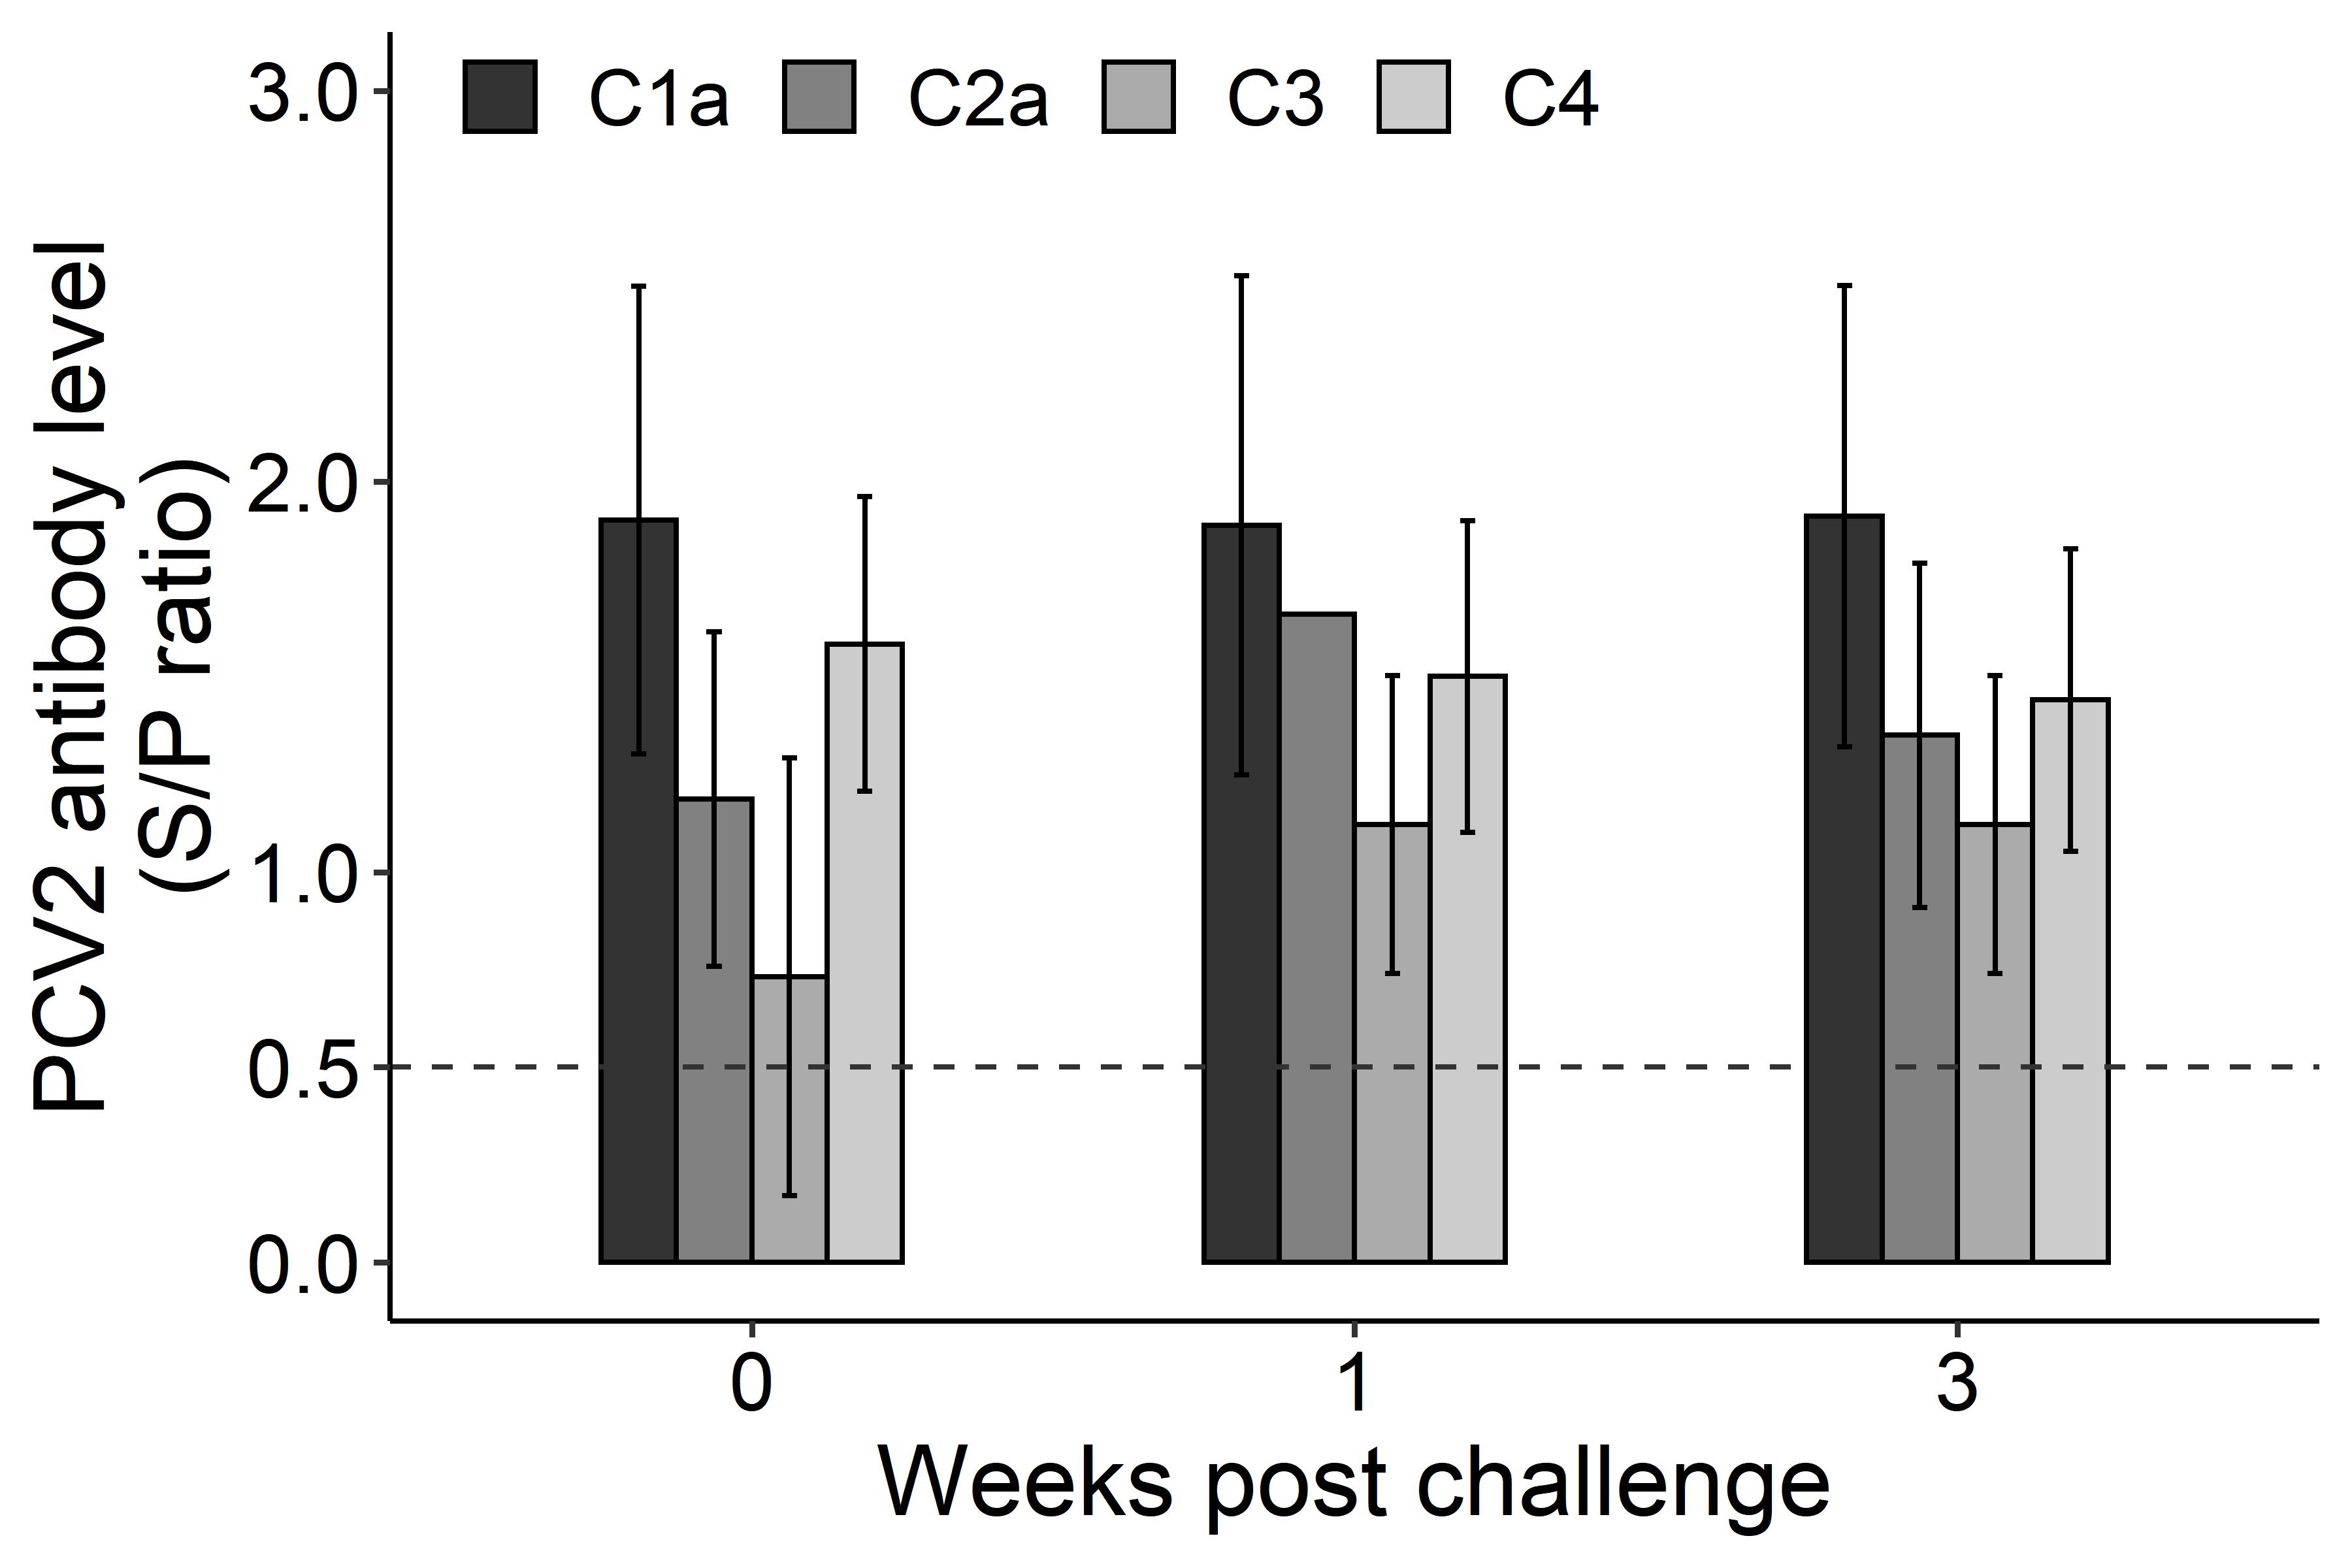 C1a C2a C3 C4
PCV2 antibody level
(S/P ratio)
3.0
2.0
1.0
0.5
0.0
0 1 3
Weeks post challenge